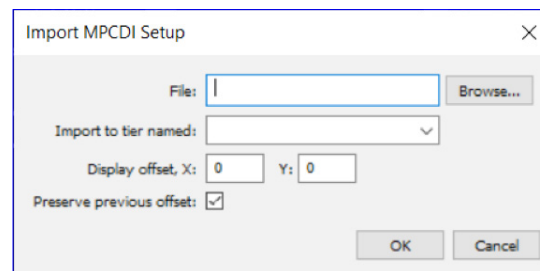 Import MPCDI Setup
File: Browse...
Import to tier named:
Display offset, X: 0 Y: 0
Preserve previous offset:
OK Cancel